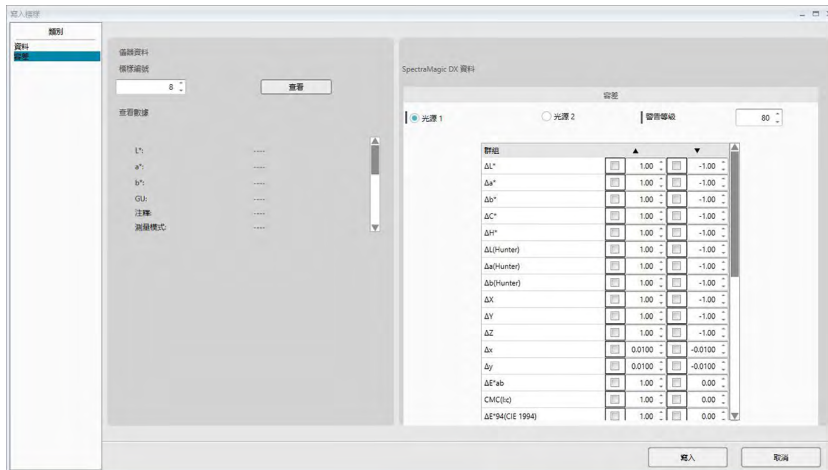 寫入標樣
類別
資料
容差
儀器資料
標樣編號
8
查看
查看數據
L*: ----
a*: ----
b*: ----
GU: ----
注釋: ----
測量模式: ----
SpectraMagic DX 資料
容差
光源 1 光源 2 警告等級 80
群組 ▲ ▼
ΔL* 1.00 -1.00
Δa* 1.00 -1.00
Δb* 1.00 -1.00
ΔC* 1.00 -1.00
ΔH* 1.00 -1.00
ΔL(Hunter) 1.00 -1.00
Δa(Hunter) 1.00 -1.00
Δb(Hunter) 1.00 -1.00
ΔX 1.00 -1.00
ΔY 1.00 -1.00
ΔZ 1.00 -1.00
Δx 0.0100 -0.0100
Δy 0.0100 -0.0100
ΔE*ab 1.00 0.00
CMC(l:c) 1.00 0.00
ΔE*94(CIE 1994) 1.00 0.00
寫入 取消